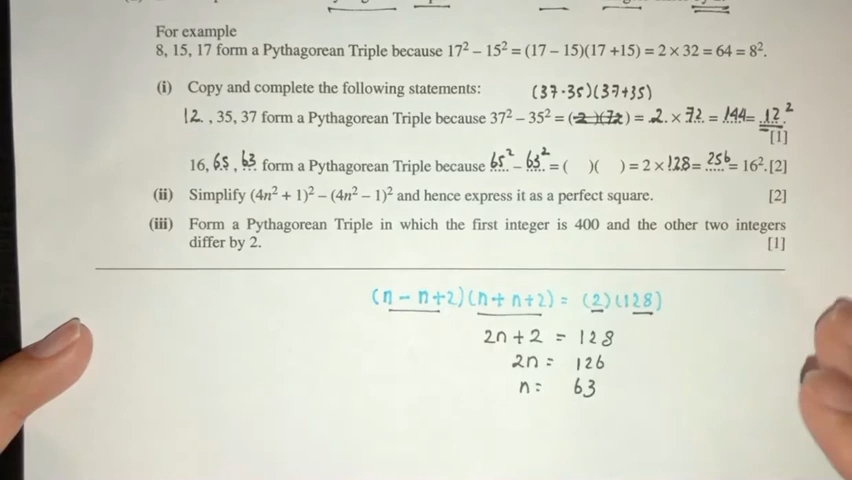 For example
8, 15, 17 form a Pythagorean Triple because 17² – 15² = (17 – 15)(17 +15) = 2 × 32 = 64 = 8².
(i) Copy and complete the following statements: (37-35)(37+35)
12 , 35, 37 form a Pythagorean Triple because 37² – 35² = (2)(72) = 2 × 72 = 144 = 12²
[1]
16, 65, 63 form a Pythagorean Triple because 65² – 63² = ( )( ) = 2 × 128 = 256 = 16².[2]
(ii) Simplify (4n² + 1)² – (4n² – 1)² and hence express it as a perfect square. [2]
(iii) Form a Pythagorean Triple in which the first integer is 400 and the other two integers
differ by 2. [1]
(n – n+2)(n+n+2) = (2)(128)
2n + 2 = 128
2n = 126
n = 63